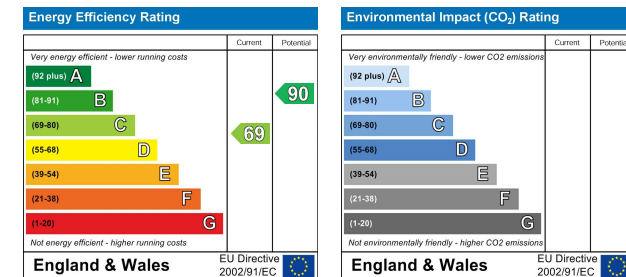 Energy Efficiency Rating
Current Potential
Very energy efficient - lower running costs
(92 plus) A
(81-91) B
90
(69-80) C
69
(55-68) D
(39-54) E
(21-38) F
(1-20) G
Not energy efficient - higher running costs
England & Wales
EU Directive
2002/91/EC
Environmental Impact (CO₂) Rating
Current Potential
Very environmentally friendly - lower CO2 emissions
(92 plus) A
(81-91) B
(69-80) C
(55-68) D
(39-54) E
(21-38) F
(1-20) G
Not environmentally friendly - higher CO2 emissions
England & Wales
EU Directive
2002/91/EC